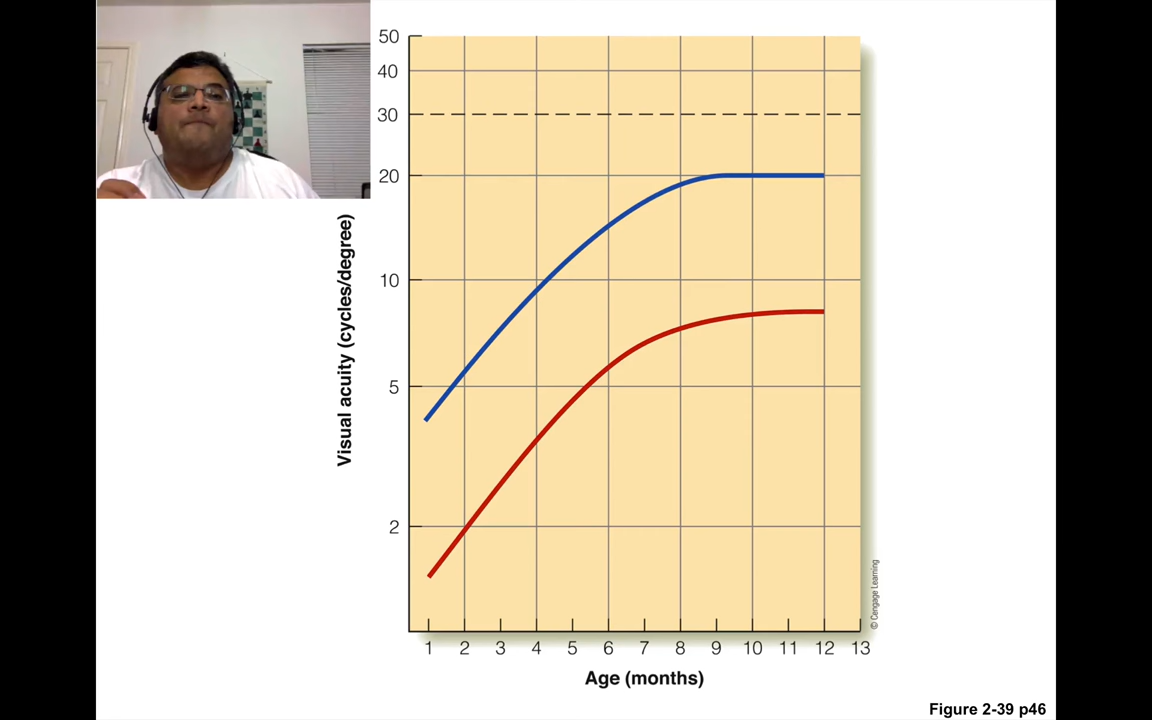 50
40
30
20
10
5
2
Visual acuity (cycles/degree)
1 2 3 4 5 6 7 8 9 10 11 12 13
Age (months)
© Cengage Learning
Figure 2-39 p46